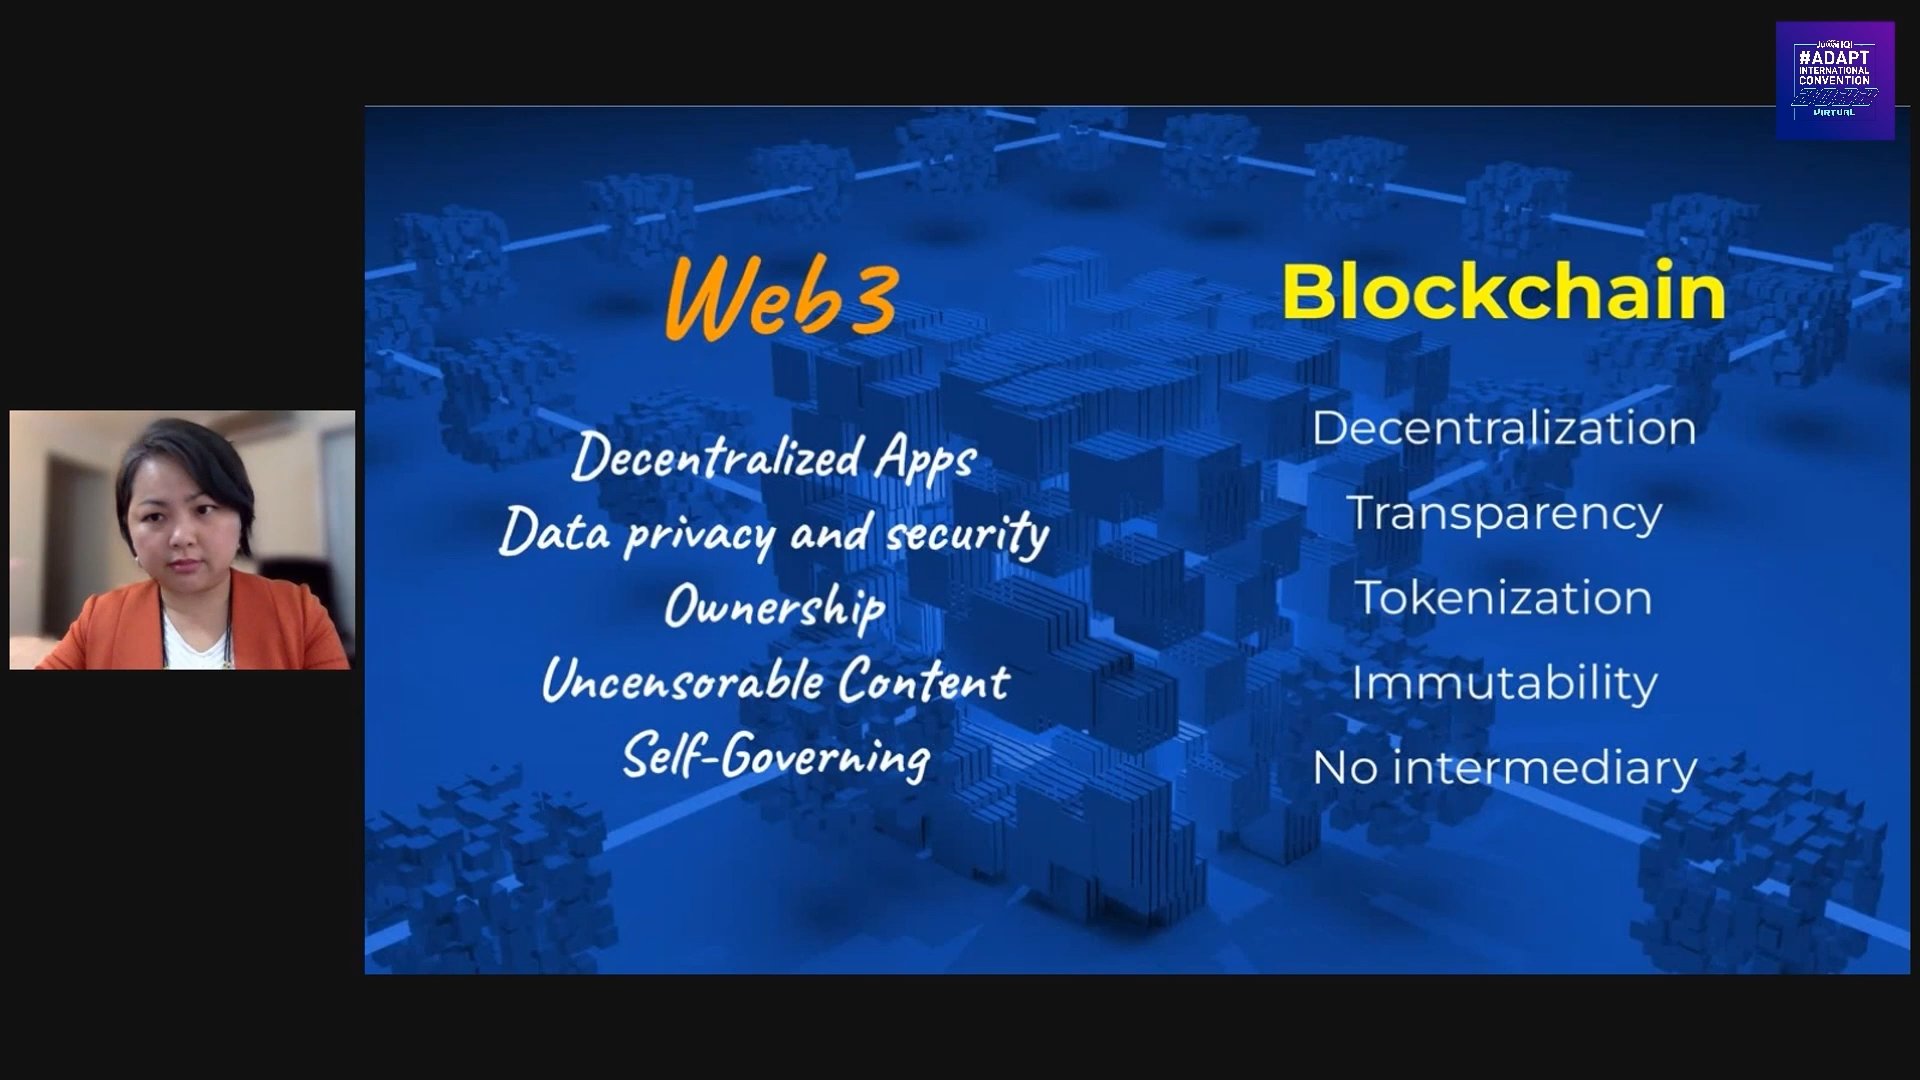 #ADAPT
INTERNATIONAL
CONVENTION
VIRTUAL
Web3
Decentralized Apps
Data privacy and security
Ownership
Uncensorable Content
Self-Governing
Blockchain
Decentralization
Transparency
Tokenization
Immutability
No intermediary